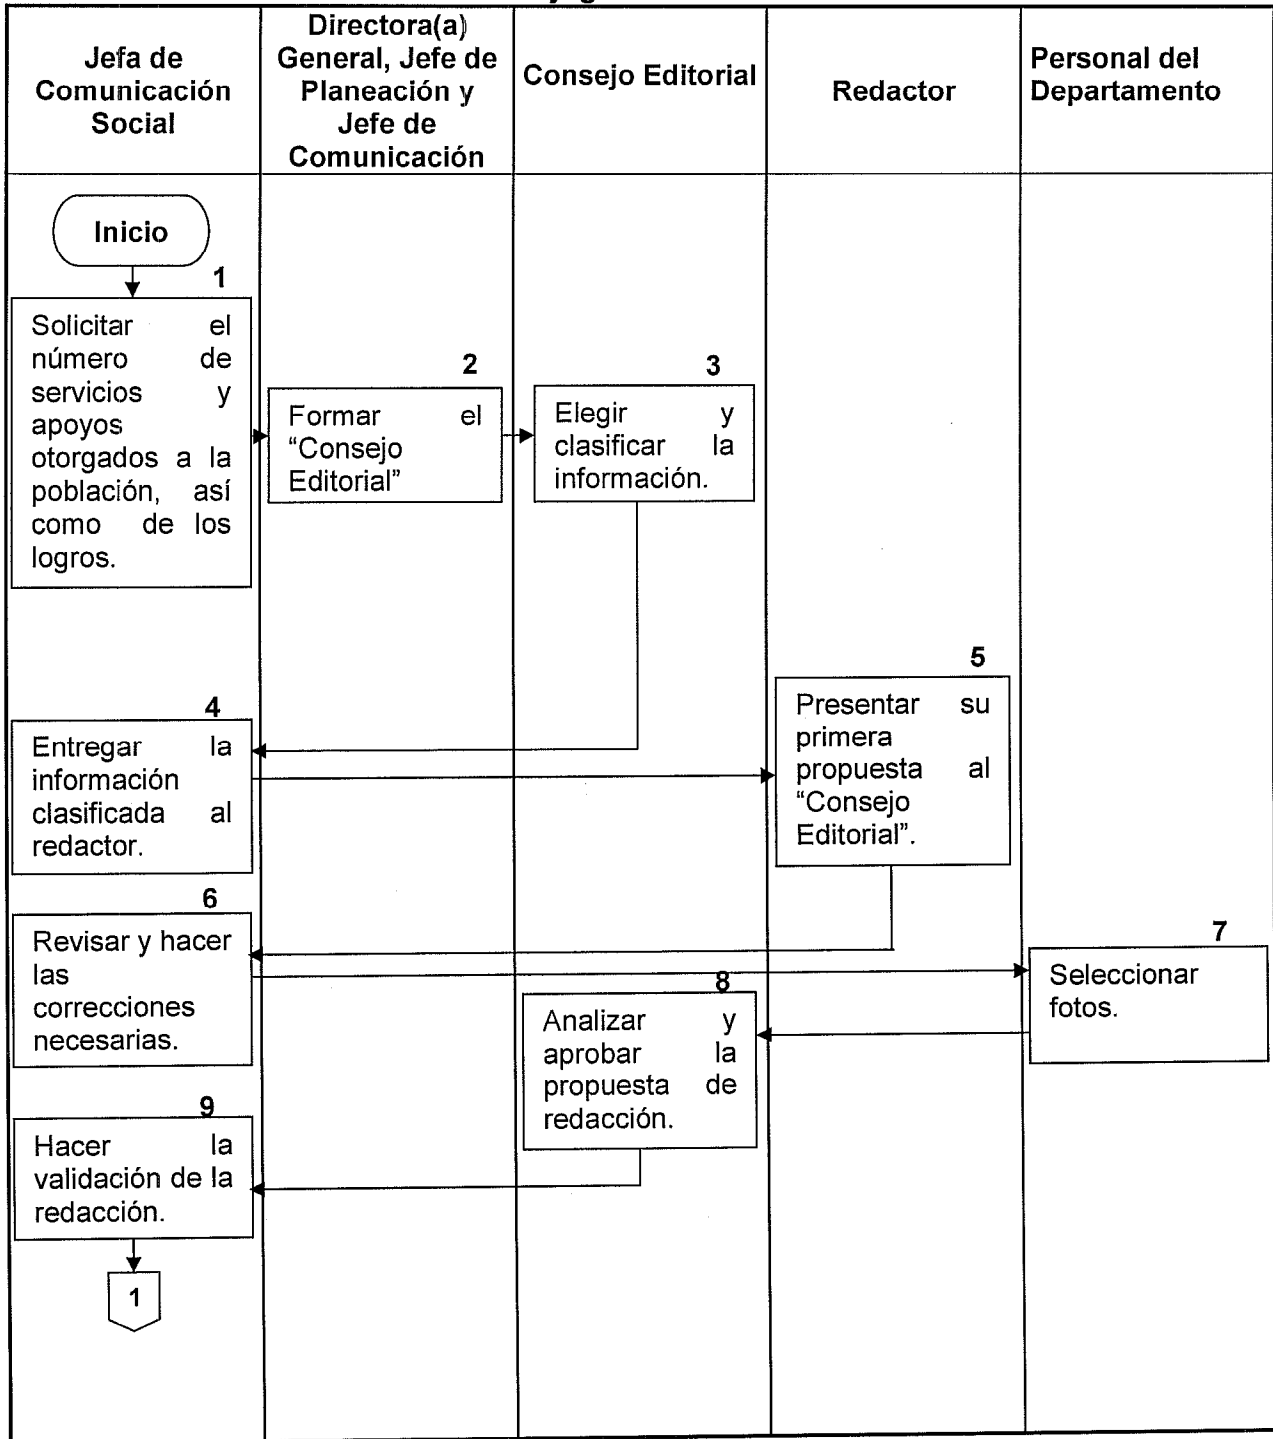 Jefa de
Comunicación
Social
Directora(a)
General, Jefe de
Planeación y
Jefe de
Comunicación
Consejo Editorial
Redactor
Personal del
Departamento
Inicio
1
Solicitar el
número de
servicios y
apoyos
otorgados a la
población, así
como de los
logros.
2
Formar el
“Consejo
Editorial”
3
Elegir y
clasificar la
información.
4
Entregar la
información
clasificada al
redactor.
5
Presentar su
primera
propuesta al
“Consejo
Editorial”.
6
Revisar y hacer
las
correcciones
necesarias.
7
Seleccionar
fotos.
8
Analizar y
aprobar la
propuesta de
redacción.
9
Hacer la
validación de la
redacción.
1